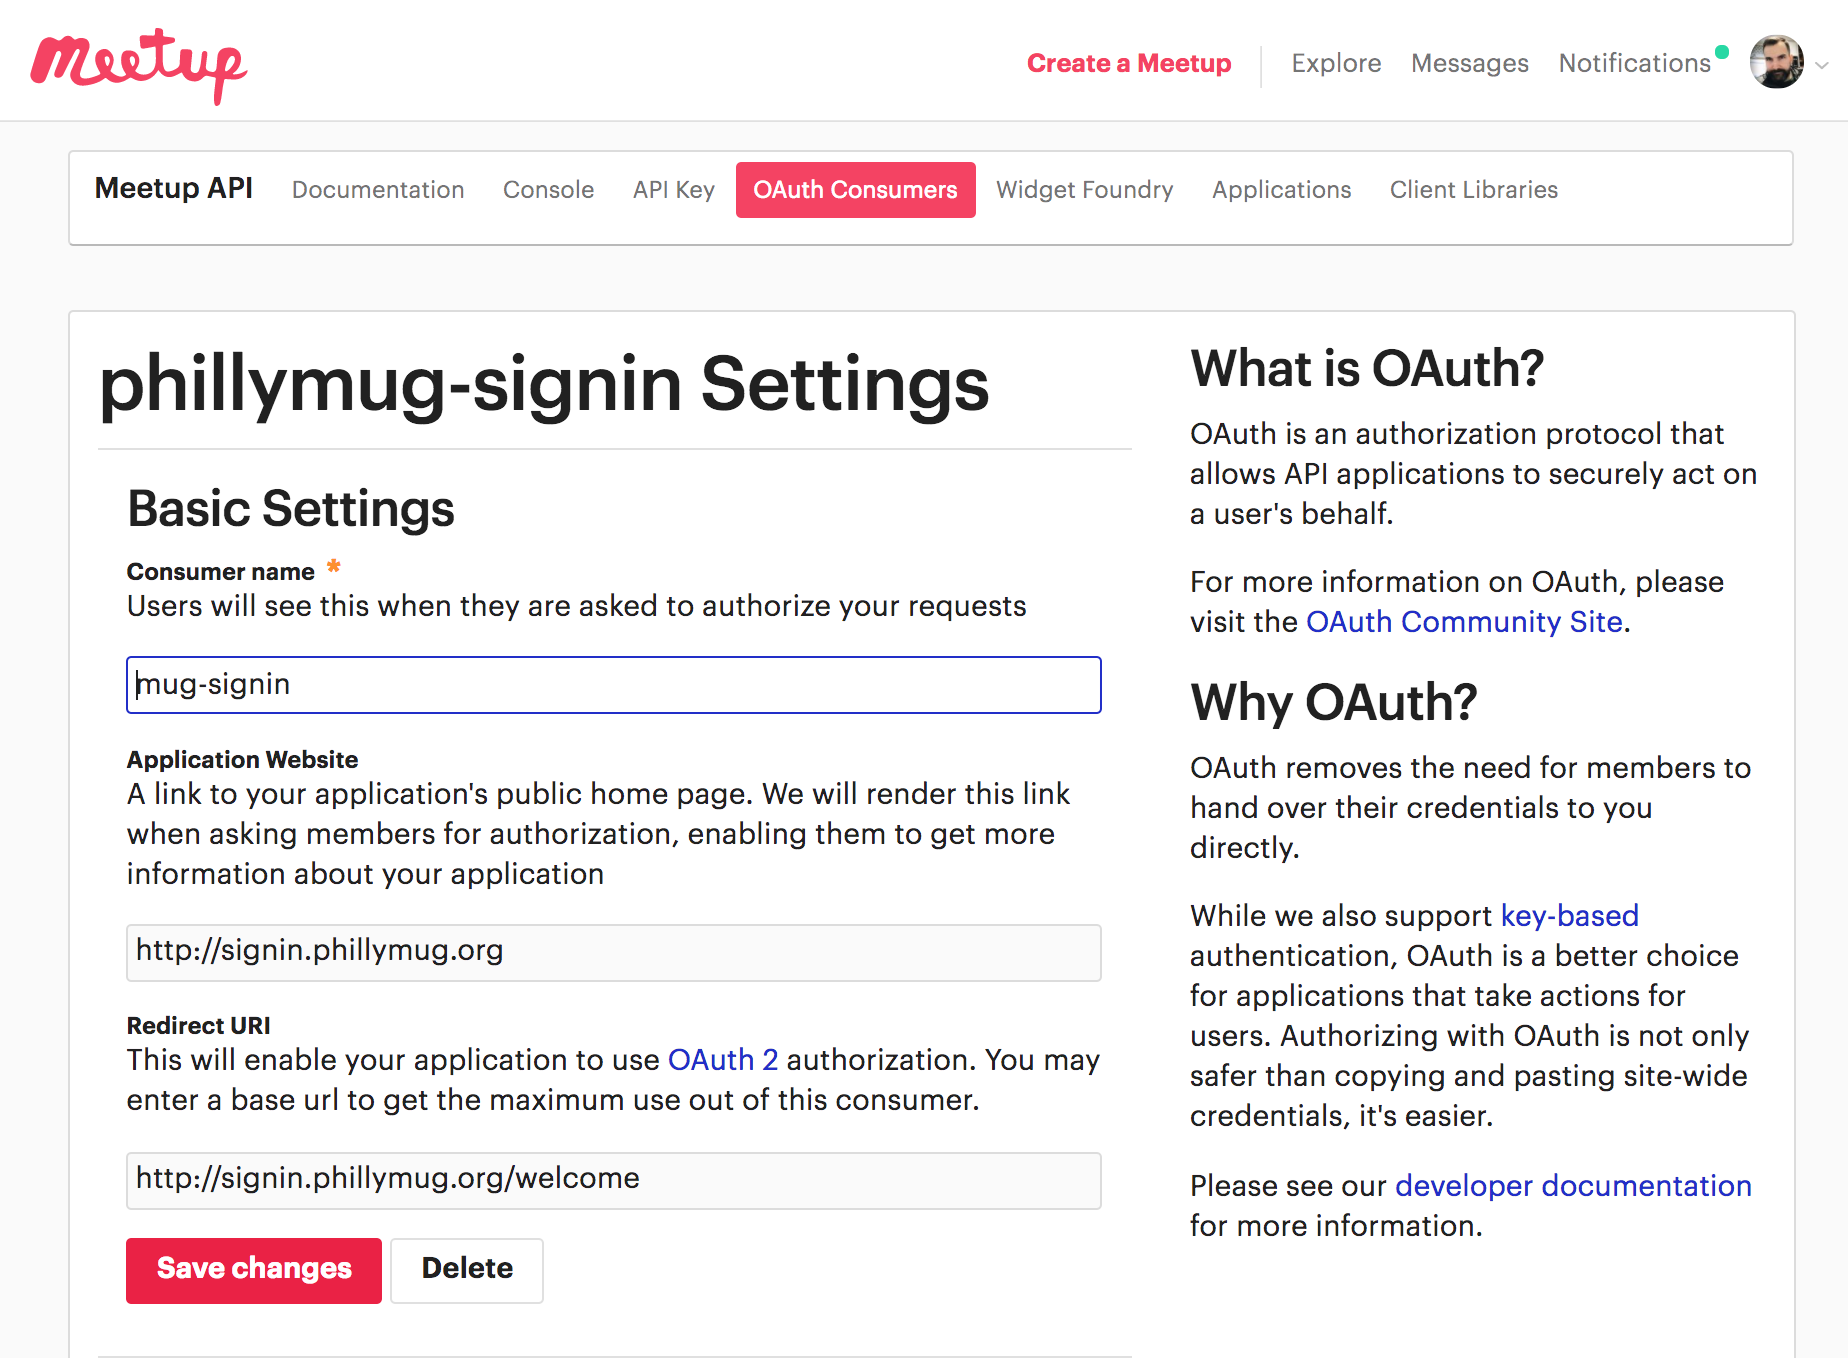 Meetup
Create a Meetup
Explore
Messages
Notifications
Meetup API
Documentation
Console
API Key
OAuth Consumers
Widget Foundry
Applications
Client Libraries
phillymug-signin Settings
Basic Settings
Consumer name *
Users will see this when they are asked to authorize your requests
mug-signin
Application Website
A link to your application's public home page. We will render this link
when asking members for authorization, enabling them to get more
information about your application
http://signin.phillymug.org
Redirect URI
This will enable your application to use OAuth 2 authorization. You may
enter a base url to get the maximum use out of this consumer.
http://signin.phillymug.org/welcome
Save changes
Delete
What is OAuth?
OAuth is an authorization protocol that
allows API applications to securely act on
a user's behalf.
For more information on OAuth, please
visit the OAuth Community Site.
Why OAuth?
OAuth removes the need for members to
hand over their credentials to you
directly.
While we also support key-based
authentication, OAuth is a better choice
for applications that take actions for
users. Authorizing with OAuth is not only
safer than copying and pasting site-wide
credentials, it's easier.
Please see our developer documentation
for more information.